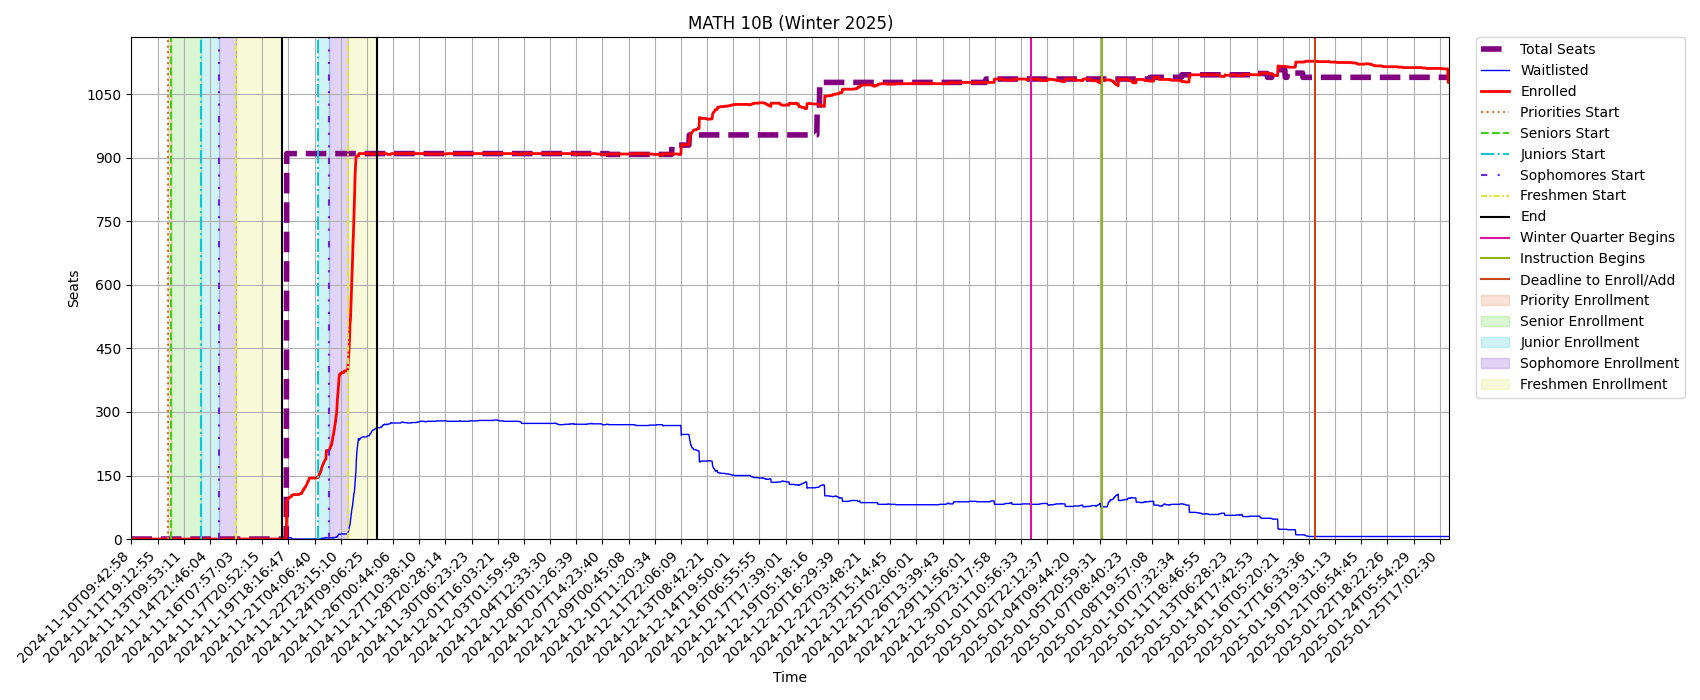 MATH 10B (Winter 2025)
Seats
1050
900
750
600
450
300
150
0
2024-11-10T09:42:58
2024-11-11T19:12:55
2024-11-13T09:53:11
2024-11-14T21:46:04
2024-11-16T07:57:03
2024-11-17T20:52:15
2024-11-19T18:16:47
2024-11-21T04:06:40
2024-11-22T23:15:10
2024-11-24T09:06:25
2024-11-26T00:44:06
2024-11-27T10:38:10
2024-11-28T20:28:14
2024-11-30T06:23:23
2024-12-01T16:03:21
2024-12-03T01:59:58
2024-12-04T12:33:30
2024-12-06T01:26:39
2024-12-07T14:23:40
2024-12-09T00:45:08
2024-12-10T11:20:34
2024-12-11T22:06:09
2024-12-13T08:42:21
2024-12-14T19:50:01
2024-12-16T06:55:55
2024-12-17T17:39:01
2024-12-19T05:18:16
2024-12-20T16:29:39
2024-12-22T03:48:21
2024-12-23T15:14:45
2024-12-25T02:06:01
2024-12-26T13:39:43
2024-12-29T11:56:01
2024-12-30T23:17:58
2025-01-01T10:56:33
2025-01-02T22:12:37
2025-01-04T09:44:20
2025-01-05T20:59:31
2025-01-07T08:40:23
2025-01-08T19:57:08
2025-01-10T07:32:34
2025-01-11T18:46:55
2025-01-13T06:28:23
2025-01-14T17:42:53
2025-01-16T05:20:21
2025-01-17T16:33:36
2025-01-19T19:31:13
2025-01-21T06:54:45
2025-01-22T18:22:26
2025-01-24T05:54:29
2025-01-25T17:02:30
Time
Total Seats
Waitlisted
Enrolled
Priorities Start
Seniors Start
Juniors Start
Sophomores Start
Freshmen Start
End
Winter Quarter Begins
Instruction Begins
Deadline to Enroll/Add
Priority Enrollment
Senior Enrollment
Junior Enrollment
Sophomore Enrollment
Freshmen Enrollment